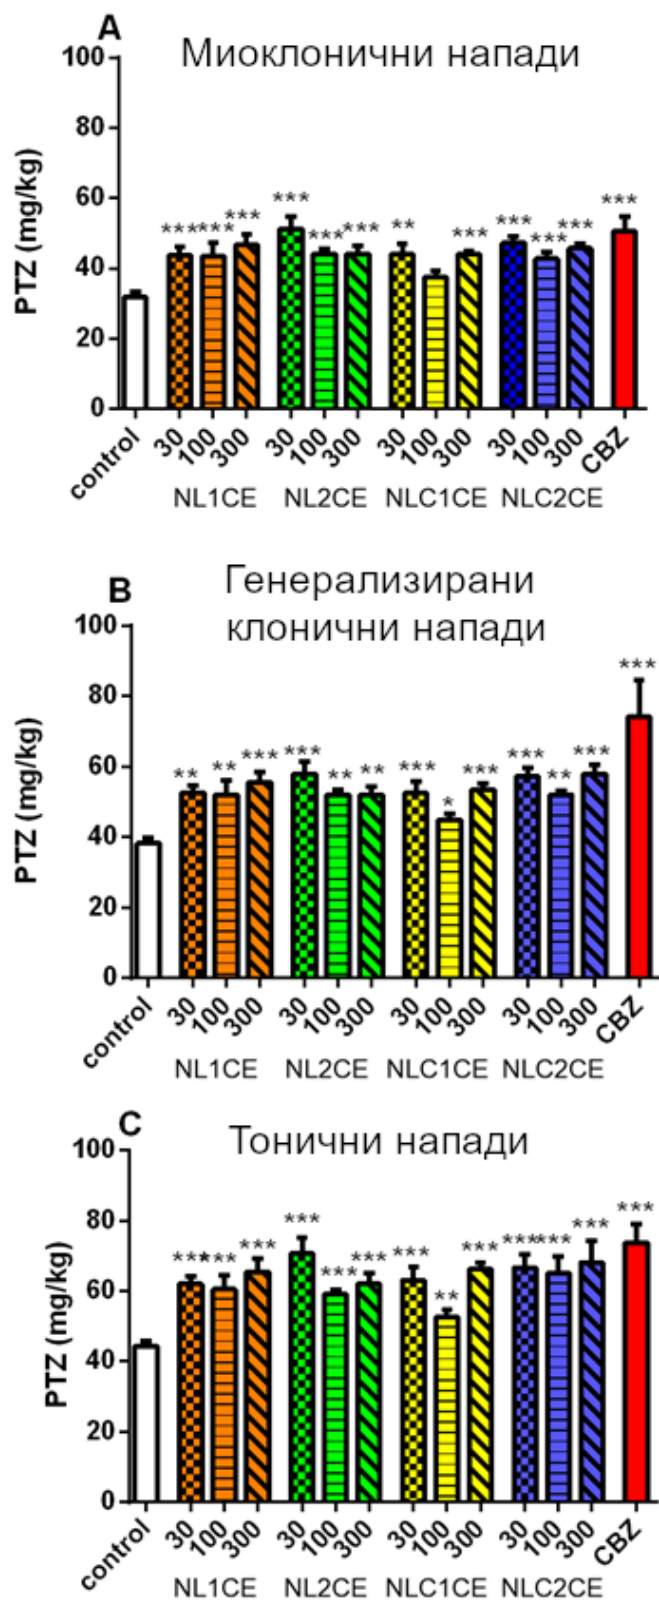 A
Миоклонични напади
PTZ (mg/kg)
100
80
60
40
20
0
*** *** *** *** *** *** ** *** *** *** *** ***
control 30 100 300 30 100 300 30 100 300 30 100 300 CBZ
NL1CE NL2CE NLC1CE NLC2CE
B
Генерализирани
клонични напади
PTZ (mg/kg)
100
80
60
40
20
0
** ** *** *** ** ** *** * *** *** ** *** ***
control 30 100 300 30 100 300 30 100 300 30 100 300 CBZ
NL1CE NL2CE NLC1CE NLC2CE
C
Тонични напади
PTZ (mg/kg)
100
80
60
40
20
0
*** *** *** *** *** *** *** ** *** *** *** *** ***
control 30 100 300 30 100 300 30 100 300 30 100 300 CBZ
NL1CE NL2CE NLC1CE NLC2CE